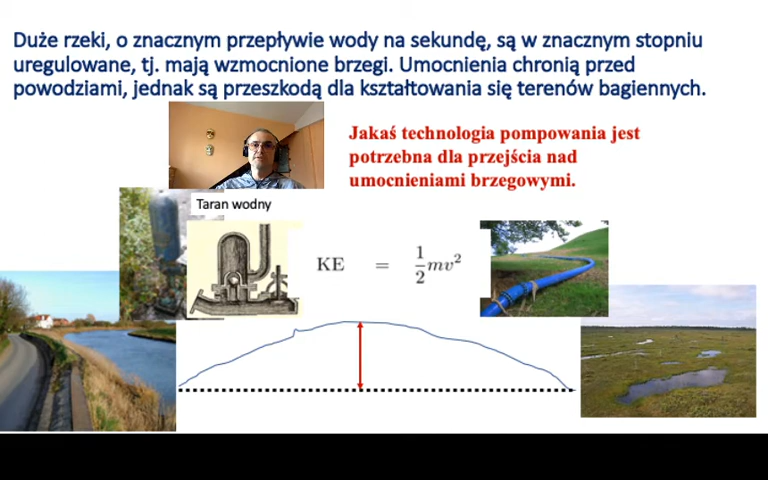 Duże rzeki, o znacznym przepływie wody na sekundę, są w znacznym stopniu
uregulowane, tj. mają wzmocnione brzegi. Umocnienia chronią przed
powodziami, jednak są przeszkodą dla kształtowania się terenów bagiennych.
Jakaś technologia pompowania jest
potrzebna dla przejścia nad
umocnieniami brzegowymi.
Taran wodny
KE = 1/2 mv²